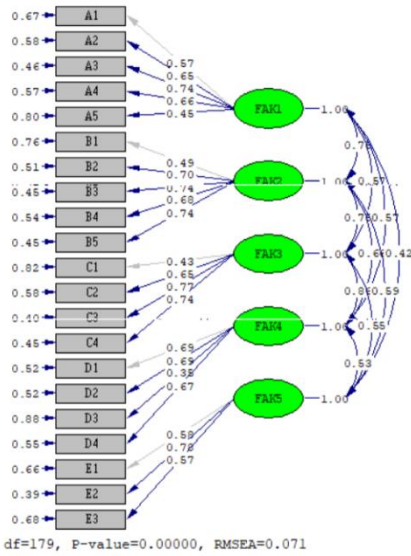 0.67 A1
0.58 A2
0.46 A3
0.57 A4
0.80 A5
0.76 B1
0.51 B2
B3
0.54 B4
0.45 B5
0.82 C1
0.58 C2
C3
0.45 C4
0.52 D1
0.52 D2
0.88 D3
0.55 D4
0.66 E1
0.39 E2
0.68 E3
0.57
0.65
0.74
0.66
0.45
0.49
0.70
0.74
0.68
0.74
0.43
0.65
0.77
0.74
0.69
0.69
0.67
0.58
0.57
FAK1 1.00
FAK2 1.00
FAK3 1.00
FAK4 1.00
FAK5 1.00
0.57
0.42
0.59
0.55
0.53
df=179, P-value=0.00000, RMSEA=0.071